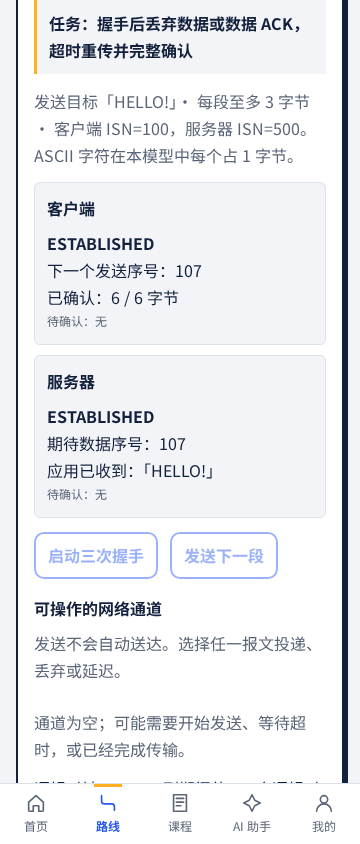 任务：握手后丢弃数据或数据 ACK，
超时重传并完整确认
发送目标「HELLO!」· 每段至多 3 字节
· 客户端 ISN=100，服务器 ISN=500。
ASCII 字符在本模型中每个占 1 字节。
客户端
ESTABLISHED
下一个发送序号：107
已确认：6 / 6 字节
待确认：无
服务器
ESTABLISHED
期待数据序号：107
应用已收到：「HELLO!」
待确认：无
启动三次握手
发送下一段
可操作的网络通道
发送不会自动送达。选择任一报文投递、
丢弃或延迟。
通道为空；可能需要开始发送、等待超
时，或已经完成传输。
首页
路线
课程
AI 助手
我的